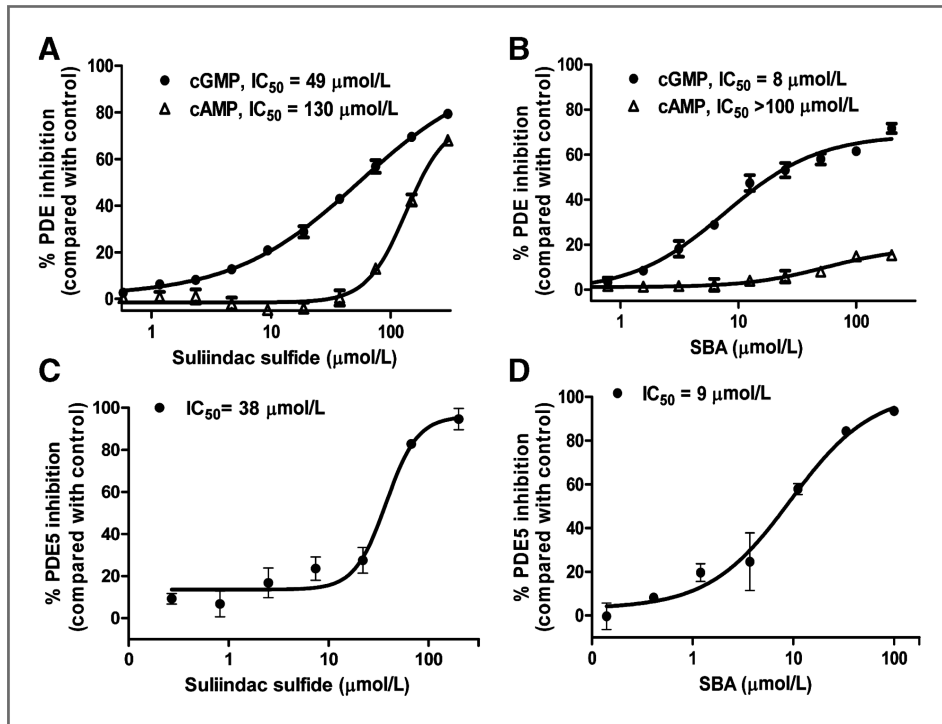 A
% PDE inhibition
(compared with control)
100
80
60
40
20
0
cGMP, IC50 = 49 μmol/L
cAMP, IC50 = 130 μmol/L
1 10 100
Suliindac sulfide (μmol/L)
B
% PDE inhibition
(compared with control)
100
80
60
40
20
0
cGMP, IC50 = 8 μmol/L
cAMP, IC50 >100 μmol/L
1 10 100
SBA (μmol/L)
C
% PDE5 inhibition
(compared with control)
100
80
60
40
20
0
IC50= 38 μmol/L
0 1 10 100
Suliindac sulfide (μmol/L)
D
% PDE5 inhibition
(compared with control)
100
80
60
40
20
0
IC50 = 9 μmol/L
0 1 10 100
SBA (μmol/L)